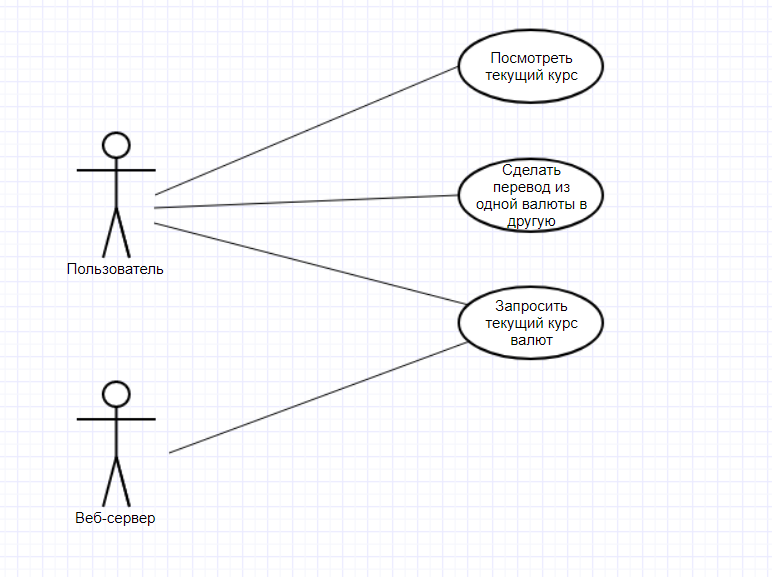 Посмотреть
текущий курс
Сделать
перевод из
одной валюты в
другую
Пользователь
Запросить
текущий курс
валют
Веб-сервер